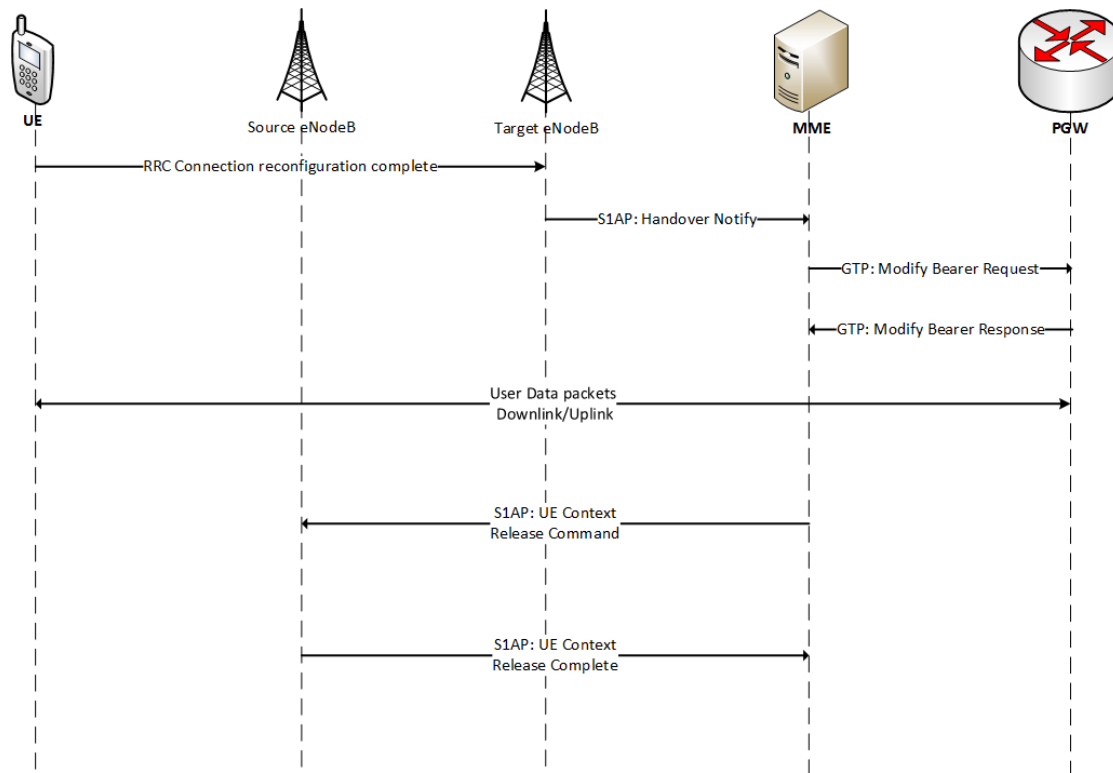 UE
Source eNodeB
Target eNodeB
MME
PGW
RRC Connection reconfiguration complete
S1AP: Handover Notify
GTP: Modify Bearer Request
GTP: Modify Bearer Response
User Data packets
Downlink/Uplink
S1AP: UE Context
Release Command
S1AP: UE Context
Release Complete